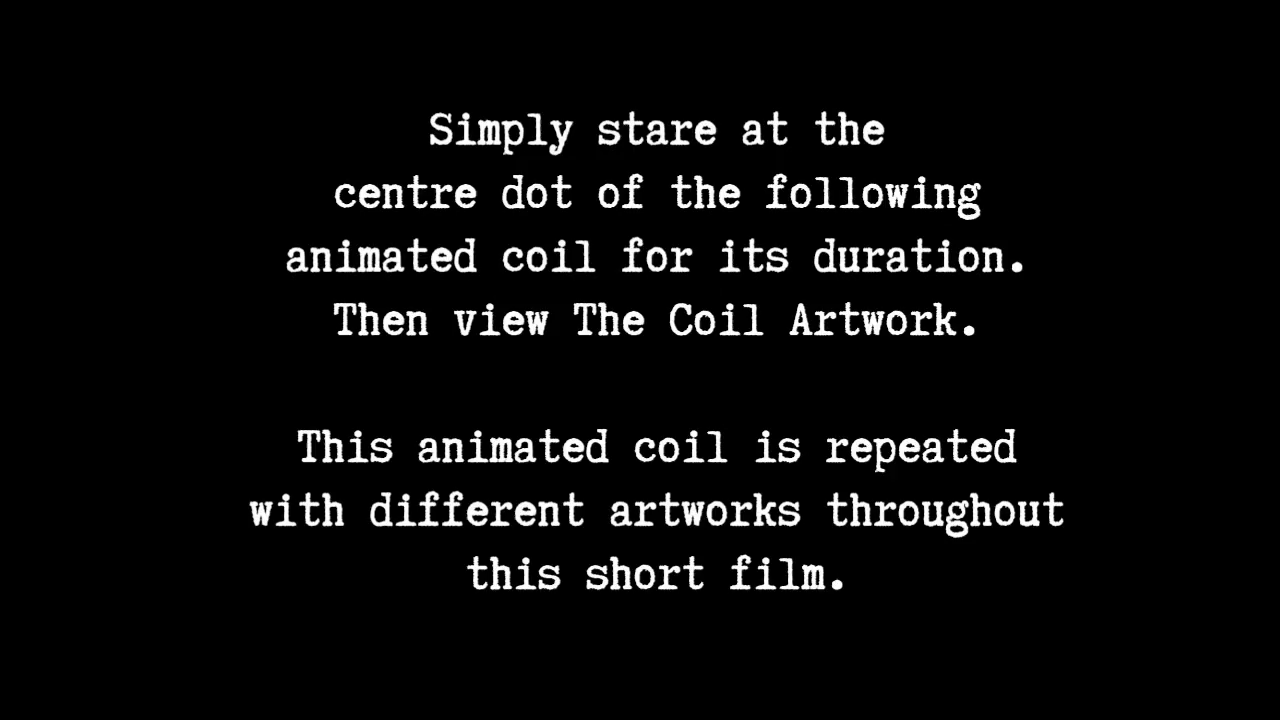 Simply stare at the
centre dot of the following
animated coil for its duration.
Then view The Coil Artwork.
This animated coil is repeated
with different artworks throughout
this short film.